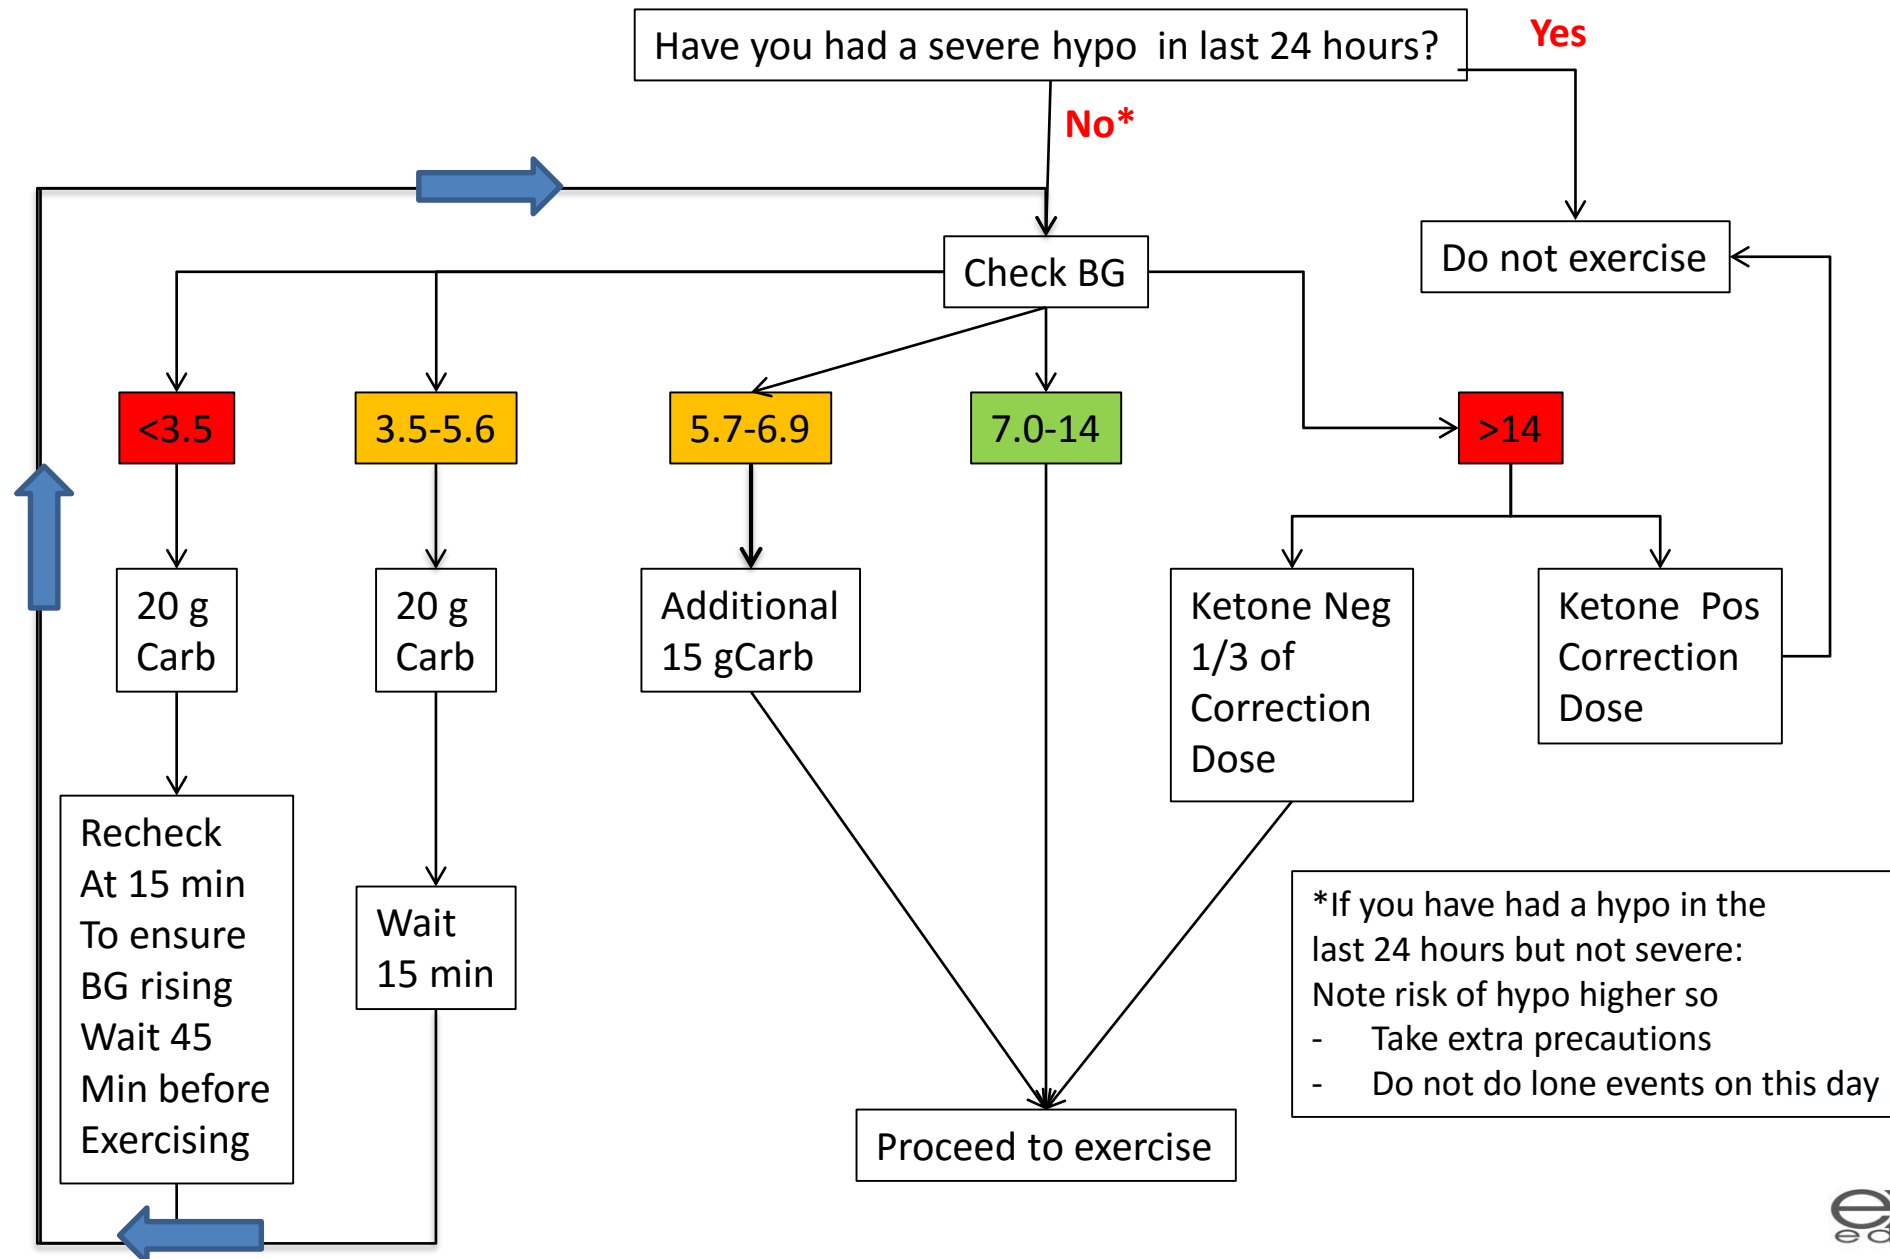 Have you had a severe hypo  in last 24 hours?
Yes
No*
Check BG
Do not exercise
<3.5
3.5-5.6
5.7-6.9
7.0-14
>14
20 g
Carb
20 g
Carb
Additional
15 gCarb
Ketone Neg
1/3 of
Correction
Dose
Ketone  Pos
Correction
Dose
Recheck
At 15 min
To ensure
BG rising
Wait 45
Min before
Exercising
Wait
15 min
*If you have had a hypo in the
last 24 hours but not severe:
Note risk of hypo higher so
- Take extra precautions
- Do not do lone events on this day
Proceed to exercise